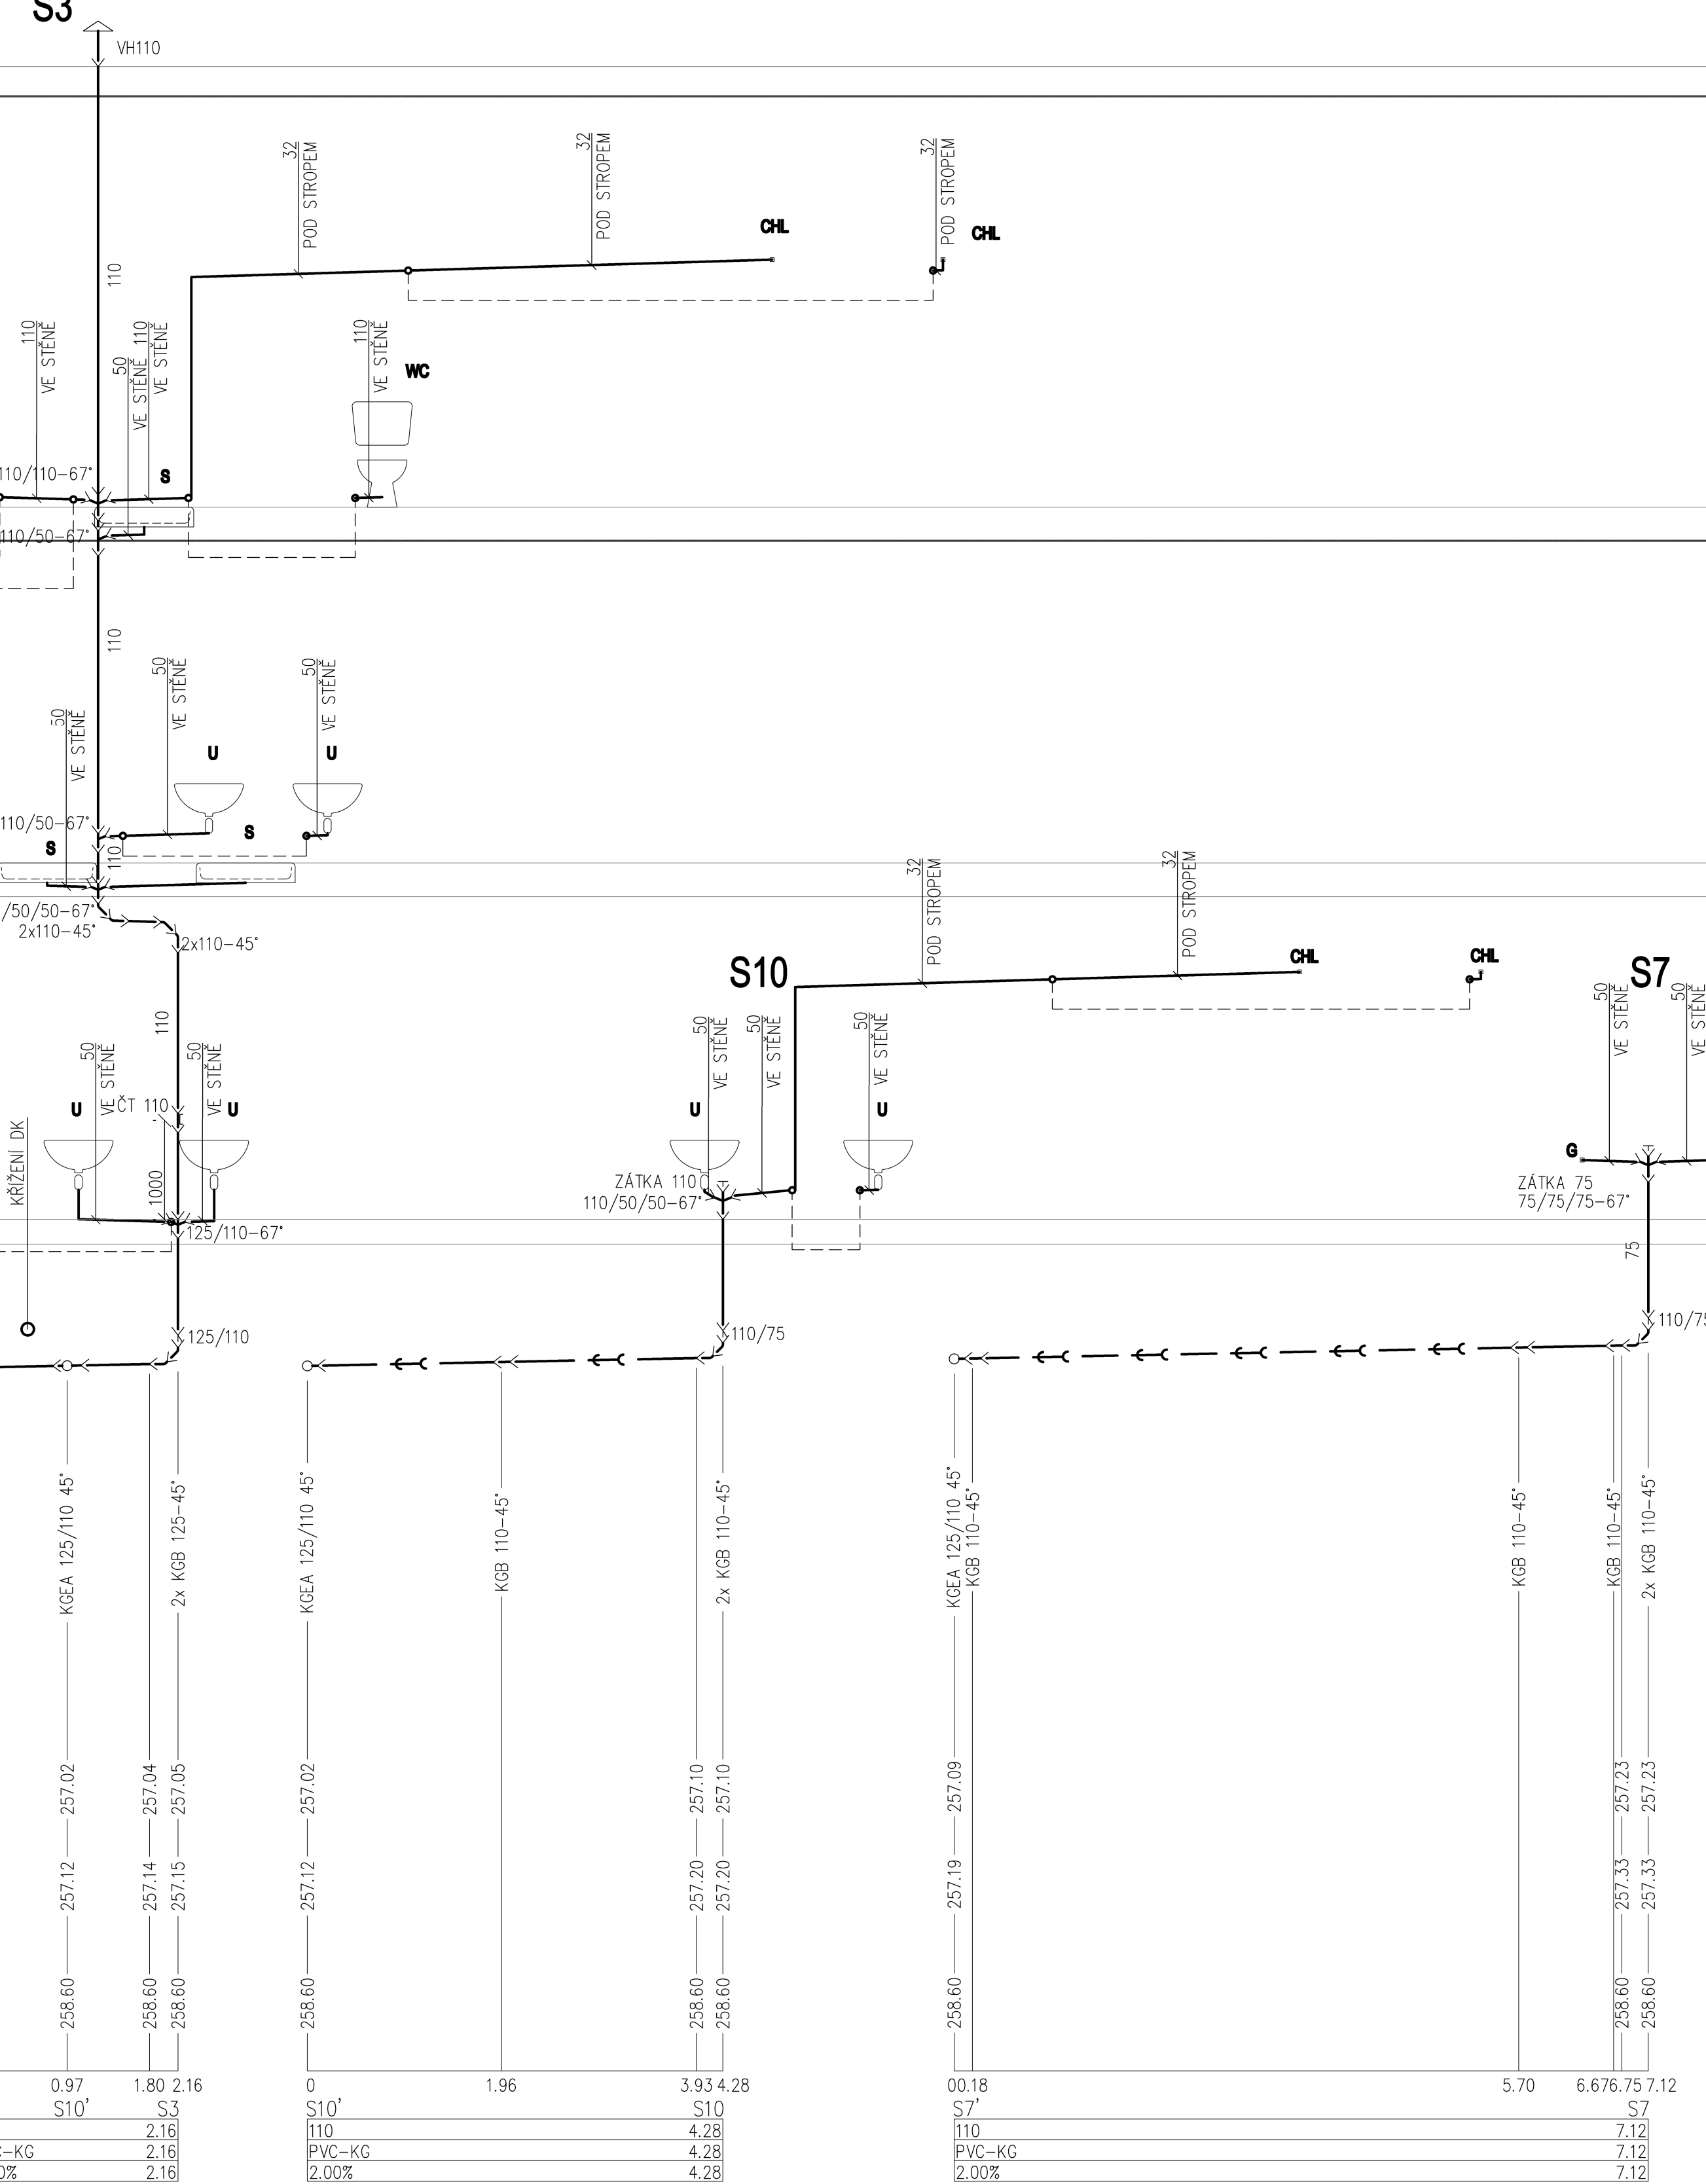 S3
VH110
32
POD STROPEM
32
POD STROPEM
32
POD STROPEM
CHL
CHL
110
110
VE STĚNĚ
50
VE STĚNĚ
110
VE STĚNĚ
110
VE STĚNĚ
WC
110/110-67°
S
110/50-67°
110
50
VE STĚNĚ
50
VE STĚNĚ
50
VE STĚNĚ
U
U
110/50-67°
S
S
110
/50/50-67°
2x110-45°
2x110-45°
110
32
POD STROPEM
32
POD STROPEM
CHL
CHL
S10
S7
50
VE STĚNĚ
50
VE STĚNĚ
50
VE STĚNĚ
50
VE STĚNĚ
50
VE STĚNĚ
50
VE STĚNĚ
50
VE STĚNĚ
U
ČT 110
U
U
U
KŘÍŽENÍ DK
1000
G
ZÁTKA 110
110/50/50-67°
ZÁTKA 75
75/75/75-67°
125/110-67°
75
125/110
110/75
110/75
KGEA 125/110 45°
2x KGB 125-45°
KGEA 125/110 45°
KGB 110-45°
2x KGB 110-45°
KGEA 125/110 45°
KGB 110-45°
KGB 110-45°
KGB 110-45°
2x KGB 110-45°
257.02
257.04
257.05
257.02
257.10
257.10
257.09
257.23
257.23
257.12
257.14
257.15
257.12
257.20
257.20
257.19
257.33
257.33
258.60
258.60
258.60
258.60
258.60
258.60
258.60
258.60
258.60
0.97 1.80 2.16
0 1.96 3.93 4.28
00.18 5.70 6.676.75 7.12
S10' S3
S10' S10
S7' S7
2.16
110 4.28
110 7.12
-KG 2.16
PVC-KG 4.28
PVC-KG 7.12
0% 2.16
2.00% 4.28
2.00% 7.12